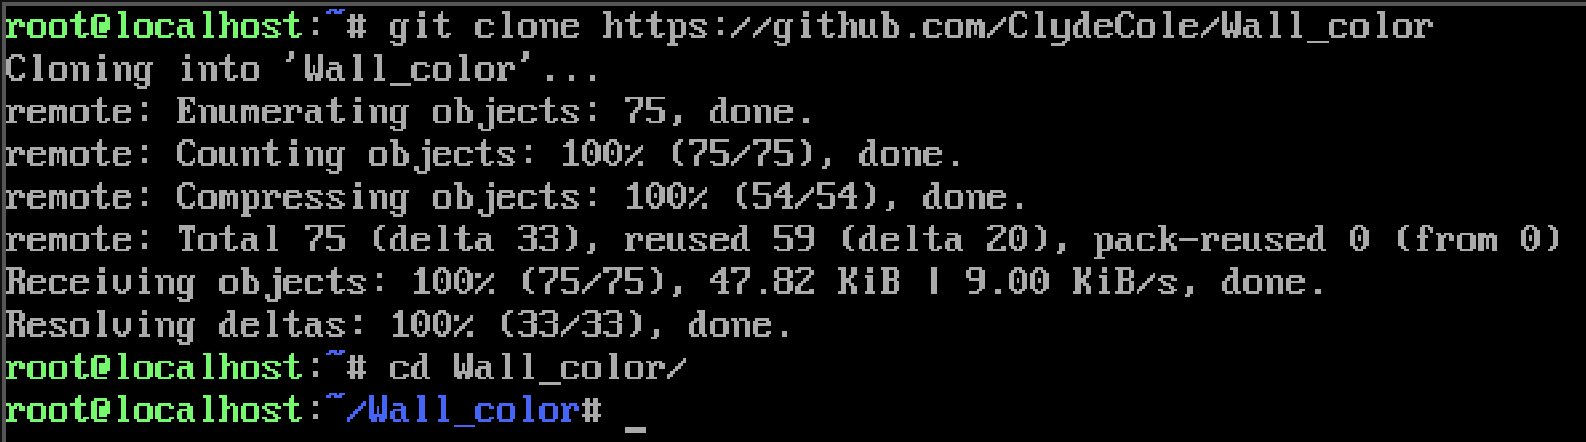 root@localhost:~# git clone https://github.com/ClydeCole/Wall_color
Cloning into 'Wall_color'...
remote: Enumerating objects: 75, done.
remote: Counting objects: 100% (75/75), done.
remote: Compressing objects: 100% (54/54), done.
remote: Total 75 (delta 33), reused 59 (delta 20), pack-reused 0 (from 0)
Receiving objects: 100% (75/75), 47.82 KiB | 9.00 KiB/s, done.
Resolving deltas: 100% (33/33), done.
root@localhost:~# cd Wall_color/
root@localhost:~/Wall_color# _